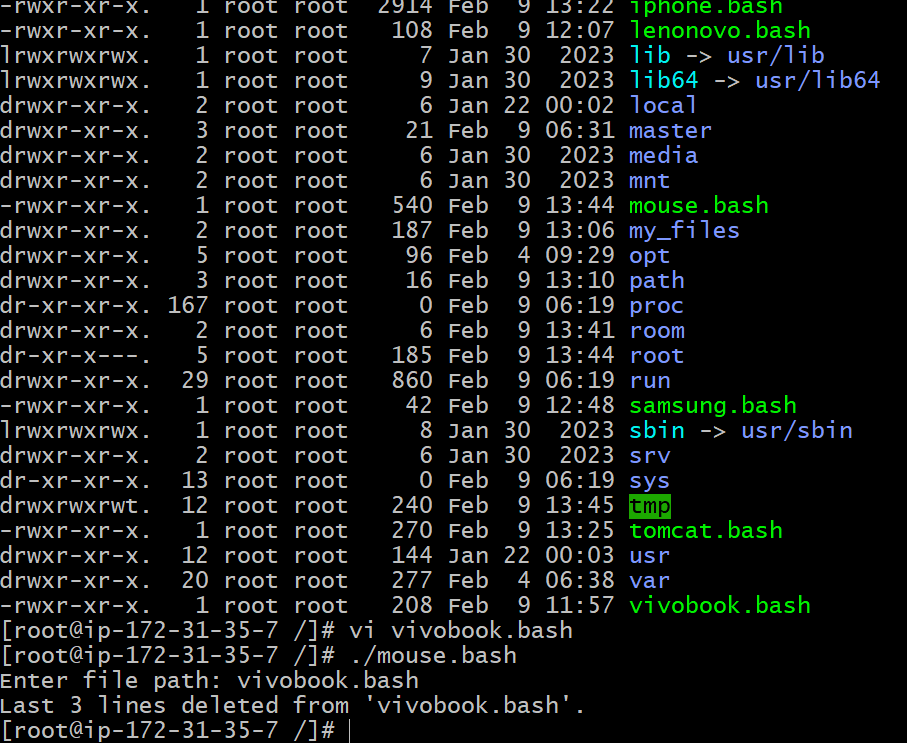 -rwxr-xr-x.   1 root root  2914 Feb  9 13:22 iphone.bash
-rwxr-xr-x.   1 root root   108 Feb  9 12:07 lenonovo.bash
lrwxrwxrwx.   1 root root     7 Jan 30  2023 lib -> usr/lib
lrwxrwxrwx.   1 root root     9 Jan 30  2023 lib64 -> usr/lib64
drwxr-xr-x.   2 root root     6 Jan 22 00:02 local
drwxr-xr-x.   3 root root    21 Feb  9 06:31 master
drwxr-xr-x.   2 root root     6 Jan 30  2023 media
drwxr-xr-x.   2 root root     6 Jan 30  2023 mnt
-rwxr-xr-x.   1 root root   540 Feb  9 13:44 mouse.bash
drwxr-xr-x.   2 root root   187 Feb  9 13:06 my_files
drwxr-xr-x.   5 root root    96 Feb  4 09:29 opt
drwxr-xr-x.   3 root root    16 Feb  9 13:10 path
dr-xr-xr-x. 167 root root     0 Feb  9 06:19 proc
drwxr-xr-x.   2 root root     6 Feb  9 13:41 room
dr-xr-x---.   5 root root   185 Feb  9 13:44 root
drwxr-xr-x.  29 root root   860 Feb  9 06:19 run
-rwxr-xr-x.   1 root root    42 Feb  9 12:48 samsung.bash
lrwxrwxrwx.   1 root root     8 Jan 30  2023 sbin -> usr/sbin
drwxr-xr-x.   2 root root     6 Jan 30  2023 srv
dr-xr-xr-x.  13 root root     0 Feb  9 06:19 sys
drwxrwxrwt.  12 root root   240 Feb  9 13:45 tmp
-rwxr-xr-x.   1 root root   270 Feb  9 13:25 tomcat.bash
drwxr-xr-x.  12 root root   144 Jan 22 00:03 usr
drwxr-xr-x.  20 root root   277 Feb  4 06:38 var
-rwxr-xr-x.   1 root root   208 Feb  9 11:57 vivobook.bash
[root@ip-172-31-35-7 /]# vi vivobook.bash
[root@ip-172-31-35-7 /]# ./mouse.bash
Enter file path: vivobook.bash
Last 3 lines deleted from 'vivobook.bash'.
[root@ip-172-31-35-7 /]#